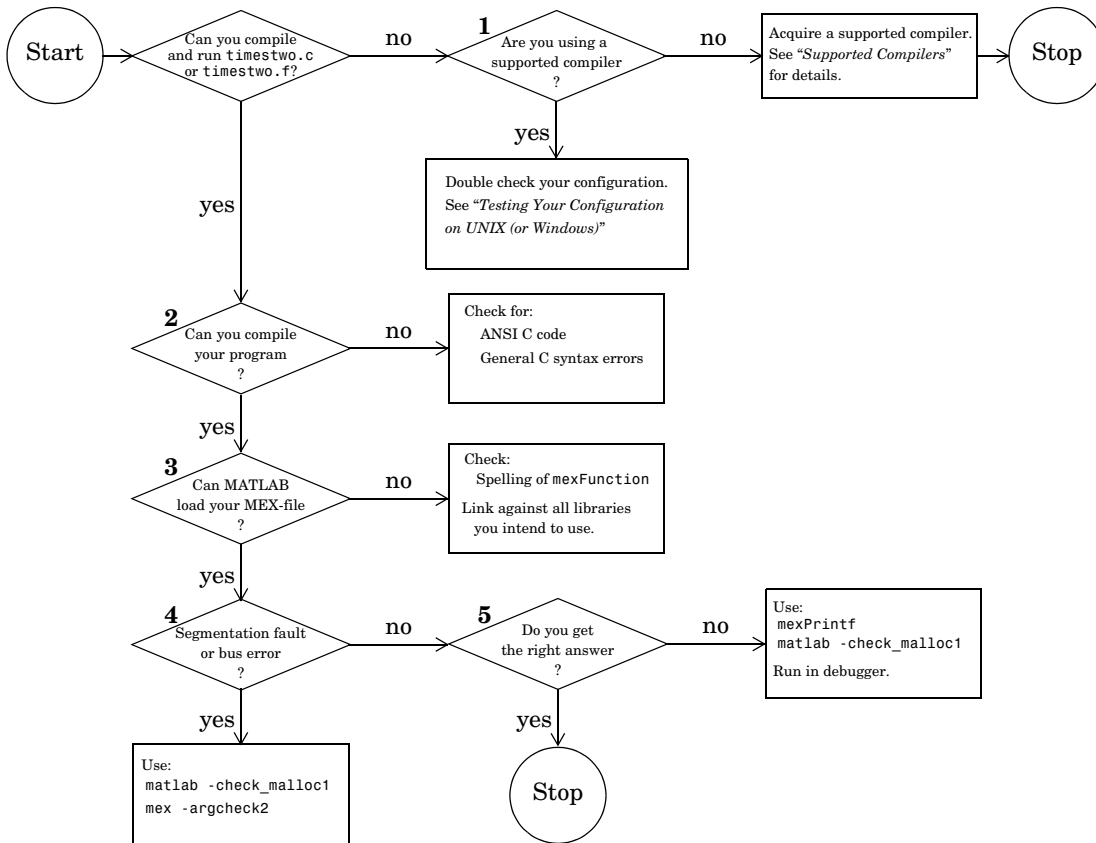 Start
Can you compile
and run timestwo.c
or timestwo.f?
no
1
Are you using a
supported compiler
?
no
Acquire a supported compiler.
See “Supported Compilers”
for details.
Stop
yes
Double check your configuration.
See “Testing Your Configuration
on UNIX (or Windows)”
yes
2
Can you compile
your program
?
no
Check for:
ANSI C code
General C syntax errors
yes
3
Can MATLAB
load your MEX-file
?
no
Check:
Spelling of mexFunction
Link against all libraries
you intend to use.
yes
4
Segmentation fault
or bus error
?
no
5
Do you get
the right answer
?
no
Use:
mexPrintf
matlab -check_malloc1
Run in debugger.
yes
Use:
matlab -check_malloc1
mex -argcheck2
yes
Stop